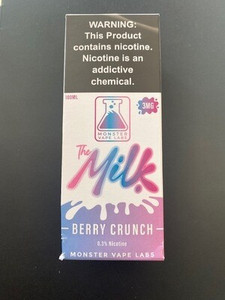 WARNING:
This Product
contains nicotine.
Nicotine is an
addictive
chemical.
100ML
3MG
MONSTER
VAPE LABS
The
Milk
BERRY CRUNCH
0.3% Nicotine
MONSTER VAPE LABS